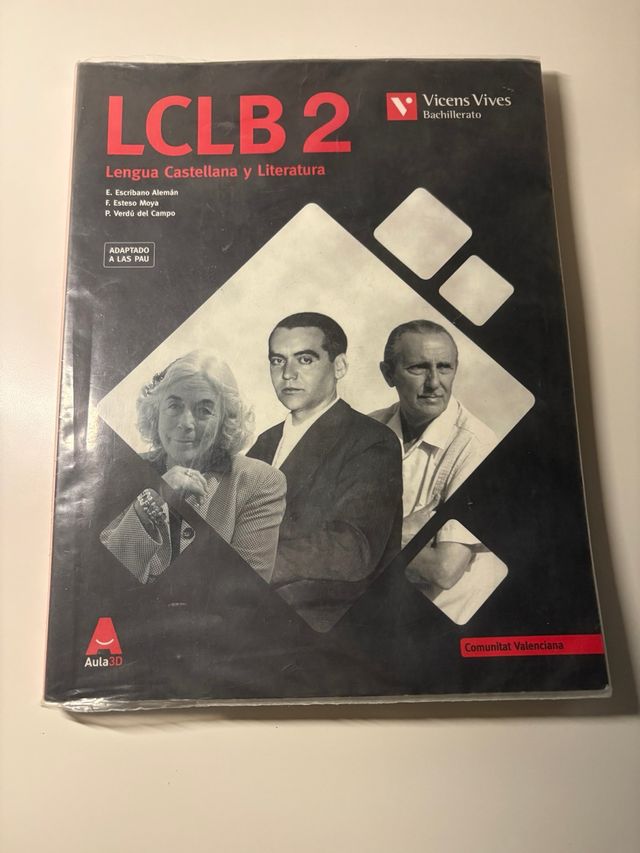 LCLB 2
Vicens Vives
Bachillerato
Lengua Castellana y Literatura
E. Escribano Alemán
F. Esteso Moya
P. Verdú del Campo
ADAPTADO
A LAS PAU
Comunitat Valenciana
Aula3D